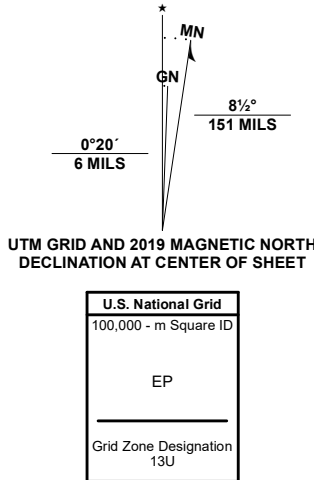 ★
MN
GN
8½°
151 MILS
0°20´
6 MILS
UTM GRID AND 2019 MAGNETIC NORTH
DECLINATION AT CENTER OF SHEET
U.S. National Grid
100,000 - m Square ID
EP
Grid Zone Designation
13U